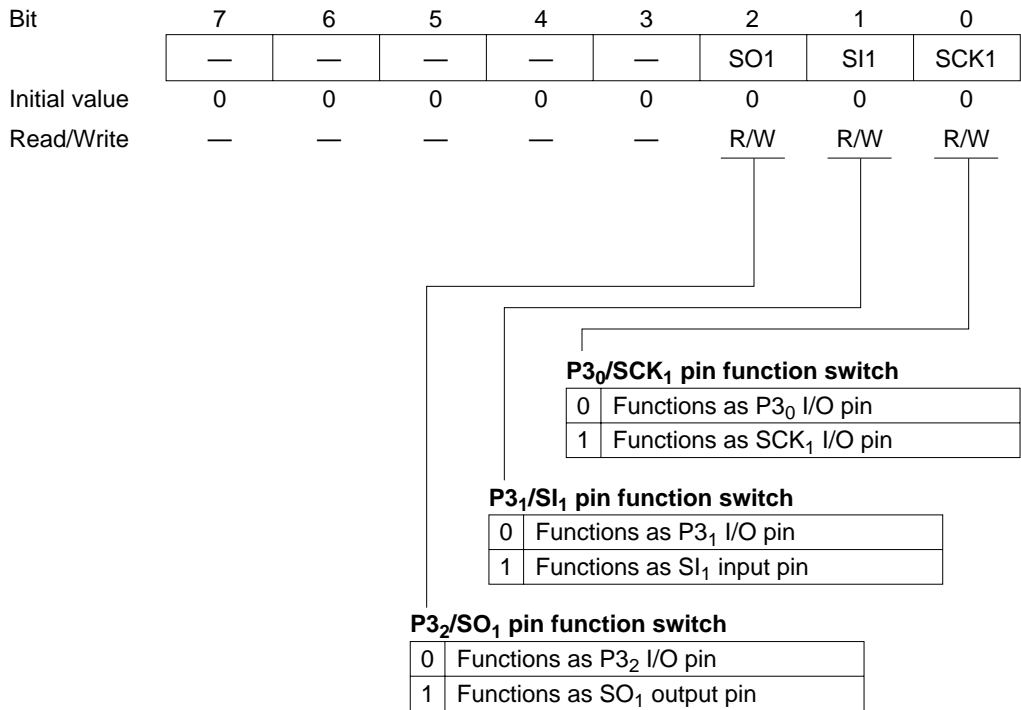 Bit 7 6 5 4 3 2 1 0
— — — — — SO1 SI1 SCK1
Initial value 0 0 0 0 0 0 0 0
Read/Write — — — — — R/W R/W R/W
P3₀/SCK₁ pin function switch
0 Functions as P3₀ I/O pin
1 Functions as SCK₁ I/O pin
P3₁/SI₁ pin function switch
0 Functions as P3₁ I/O pin
1 Functions as SI₁ input pin
P3₂/SO₁ pin function switch
0 Functions as P3₂ I/O pin
1 Functions as SO₁ output pin